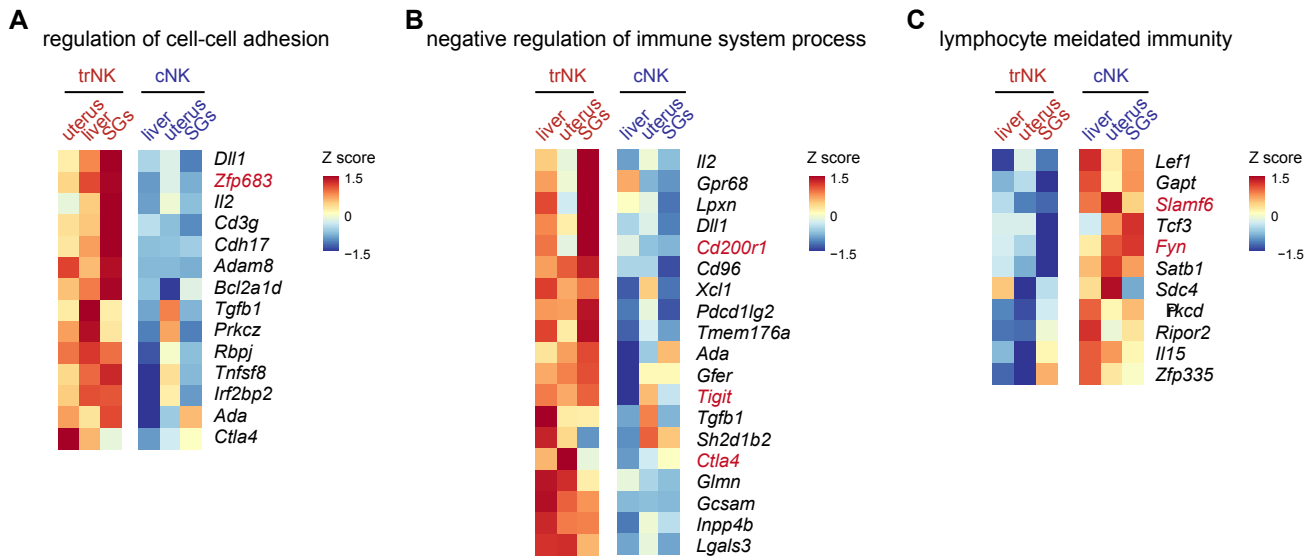 A
regulation of cell-cell adhesion
trNK cNK
uterus liver SGs liver uterus SGs
Dll1
Zfp683
Il2
Cd3g
Cdh17
Adam8
Bcl2a1d
Tgfb1
Prkcz
Rbpj
Tnfsf8
Irf2bp2
Ada
Ctla4
Z score
1.5
0
−1.5
B
negative regulation of immune system process
trNK cNK
liver uterus SGs liver uterus SGs
Il2
Gpr68
Lpxn
Dll1
Cd200r1
Cd96
Xcl1
Pdcd1lg2
Tmem176a
Ada
Gfer
Tigit
Tgfb1
Sh2d1b2
Ctla4
Glmn
Gcsam
Inpp4b
Lgals3
Z score
1.5
0
−1.5
C
lymphocyte meidated immunity
trNK cNK
liver uterus SGs liver uterus SGs
Lef1
Gapt
Slamf6
Tcf3
Fyn
Satb1
Sdc4
Ripor2
Il15
Zfp335
Z score
1.5
0
−1.5